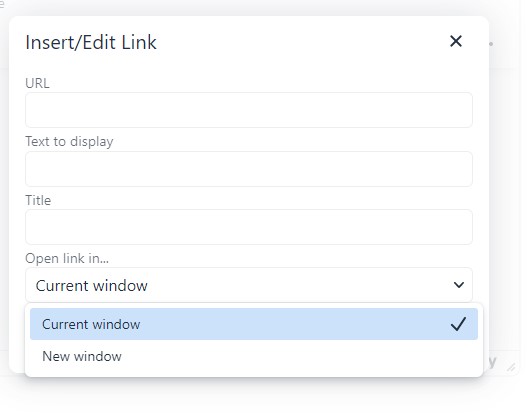 Insert/Edit Link
URL
Text to display
Title
Open link in...
Current window
Current window
New window